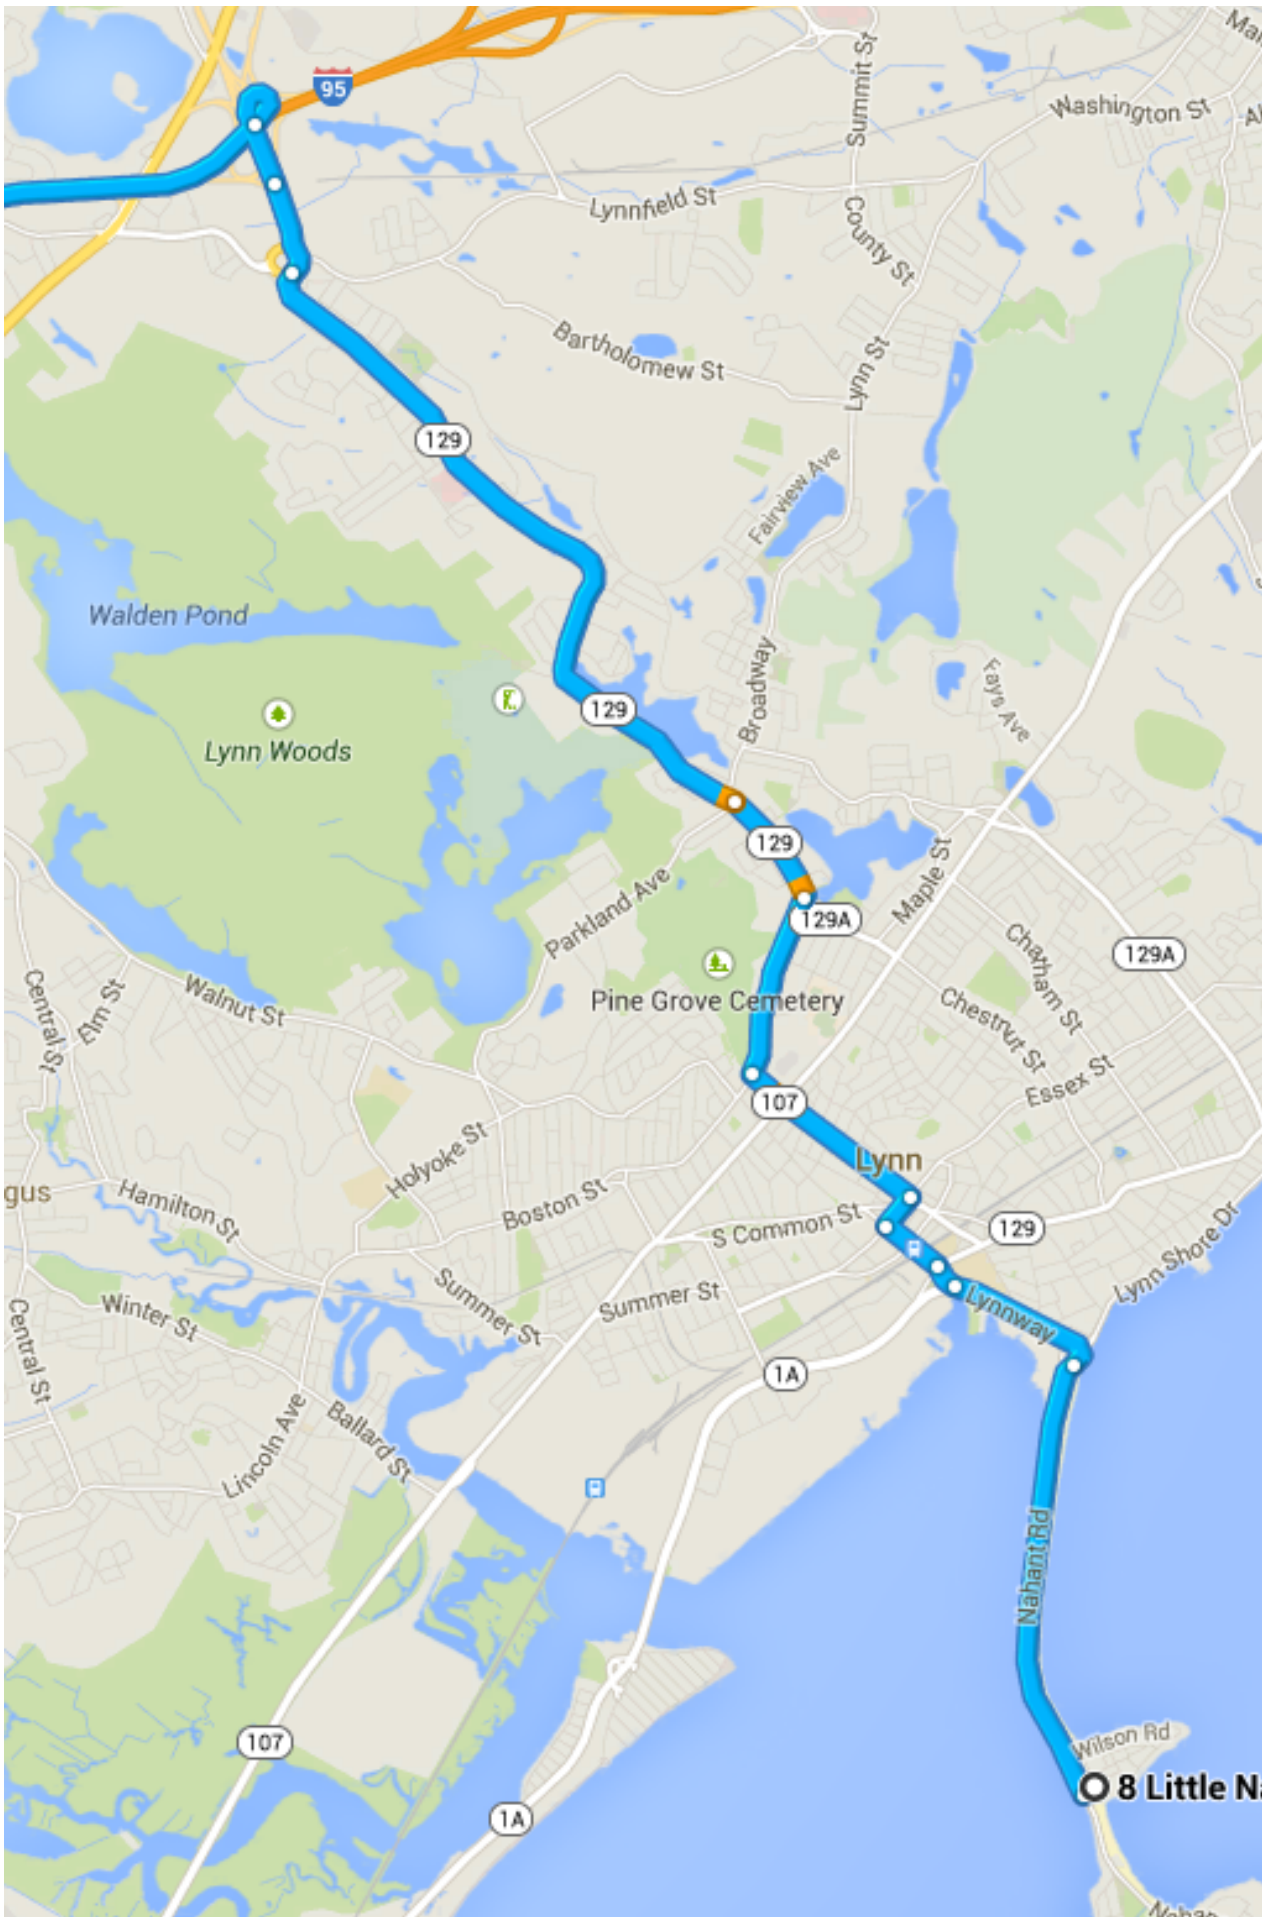 95
Summit St
Washington St
Lynnfield St
County St
Bartholomew St
Lynn St
129
Fairview Ave
Walden Pond
Broadway
Fays Ave
129
Lynn Woods
129
Maple St
Parkland Ave
129A
Chatham St
129A
Pine Grove Cemetery
Central St
Elm St
Walnut St
Chestnut St
Essex St
107
Holyoke St
Lynn
gus
Hamilton St
Boston St
S Common St
129
Lynn Shore Dr
Summer St
Summer St
Winter St
Central St
Lynnway
1A
Lincoln Ave
Ballard St
Nahant Rd
107
Wilson Rd
8 Little Na
1A